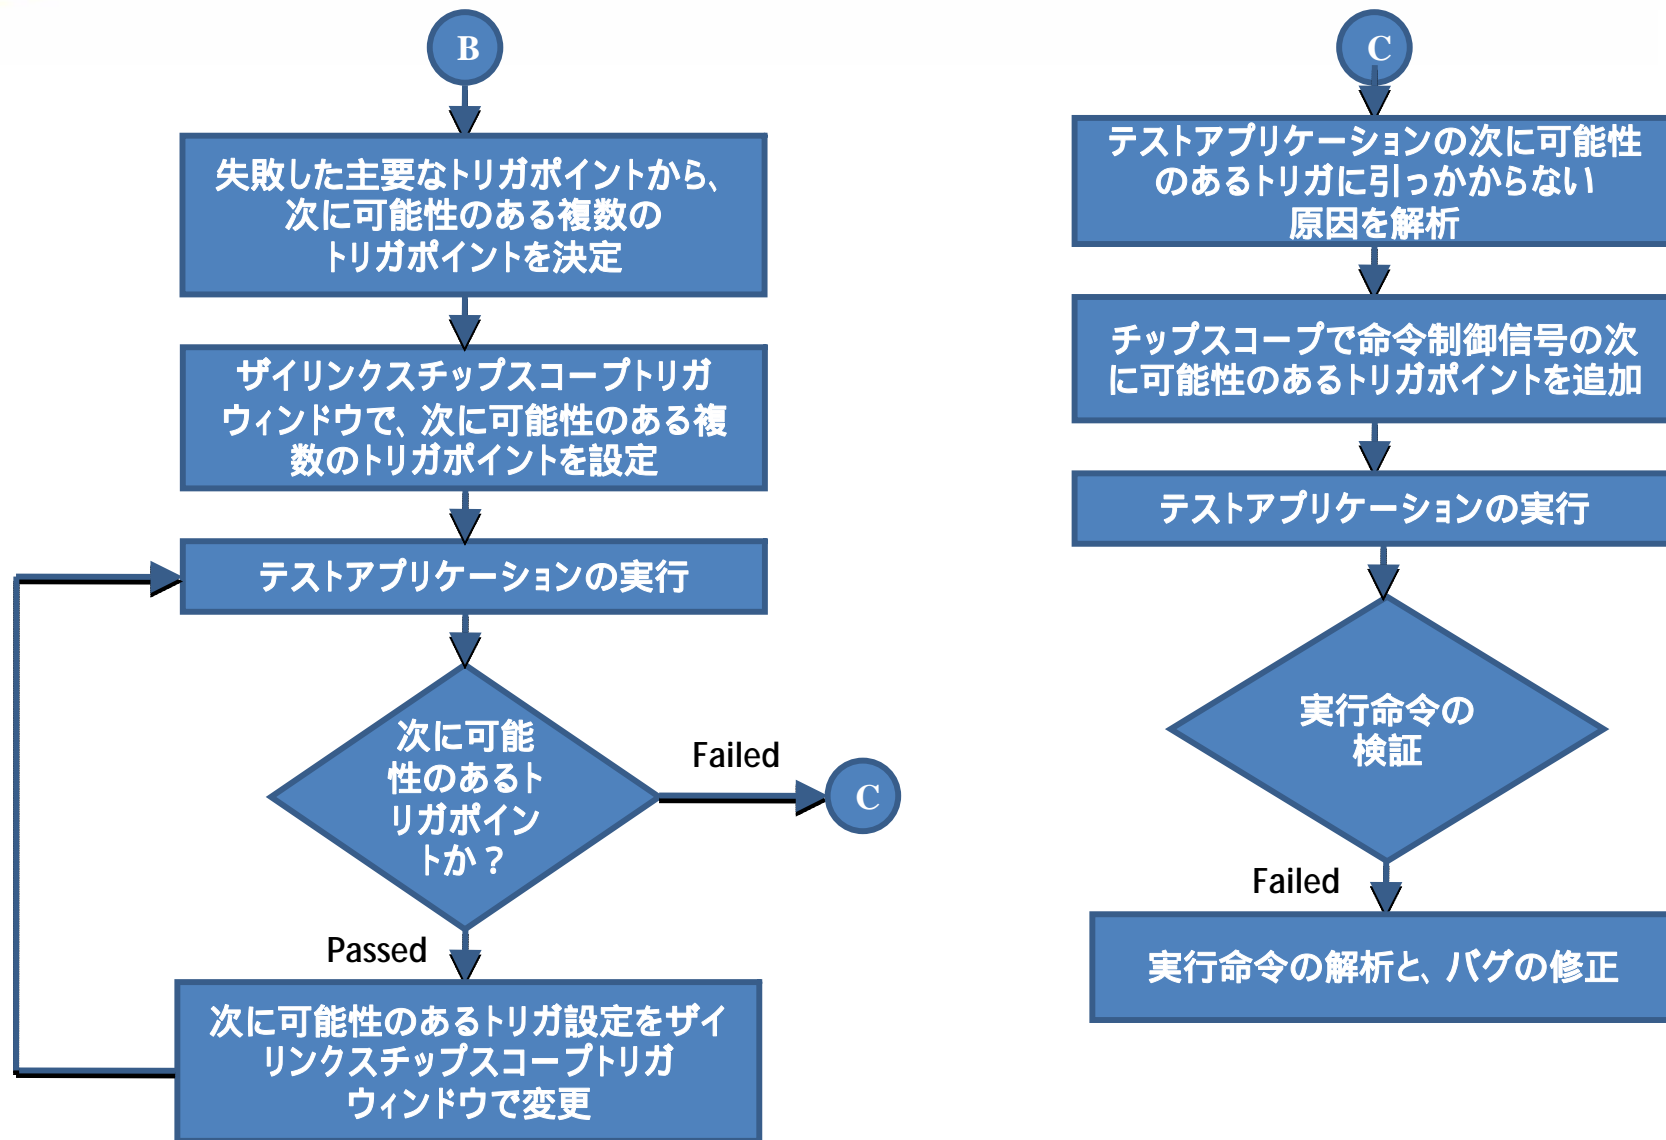 B
失敗した主要なトリガポイントから、
次に可能性のある複数の
トリガポイントを決定
ザイリンクスチップスコープトリガ
ウィンドウで、次に可能性のある複
数のトリガポイントを設定
テストアプリケーションの実行
次に可能
性のあるト
リガポイン
トか？
Failed
C
Passed
次に可能性のあるトリガ設定をザイ
リンクスチップスコープトリガ
ウィンドウで変更
C
テストアプリケーションの次に可能性
のあるトリガに引っかからない
原因を解析
チップスコープで命令制御信号の次
に可能性のあるトリガポイントを追加
テストアプリケーションの実行
実行命令の
検証
Failed
実行命令の解析と、バグの修正